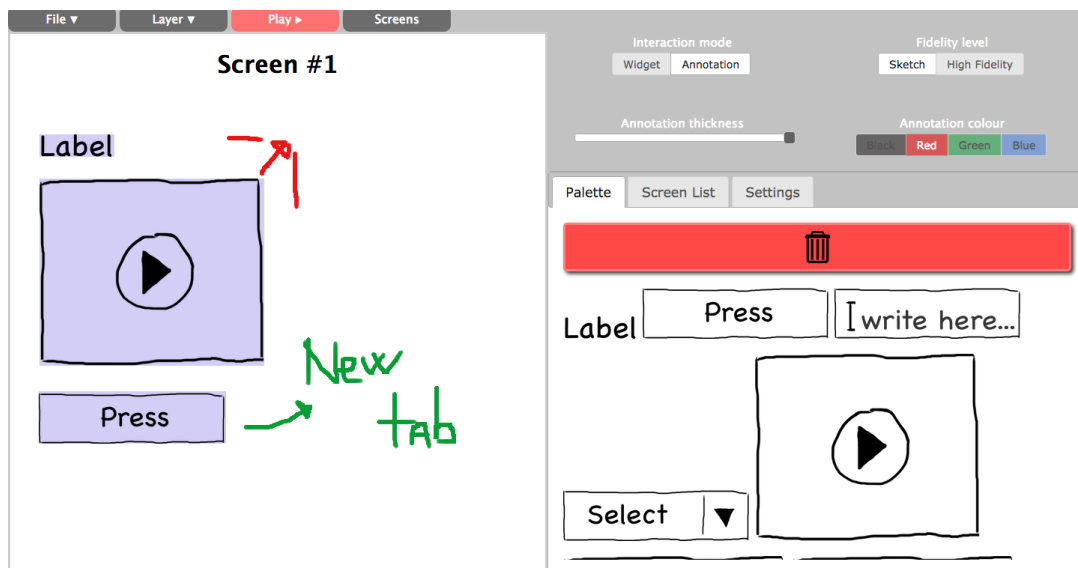 File ▾ Layer ▾ Play ▸ Screens
Screen #1
Label
Press
New
tab
Interaction mode
Widget Annotation
Fidelity level
Sketch High Fidelity
Annotation thickness
Annotation colour
Black Red Green Blue
Palette Screen List Settings
Label Press I write here...
Select